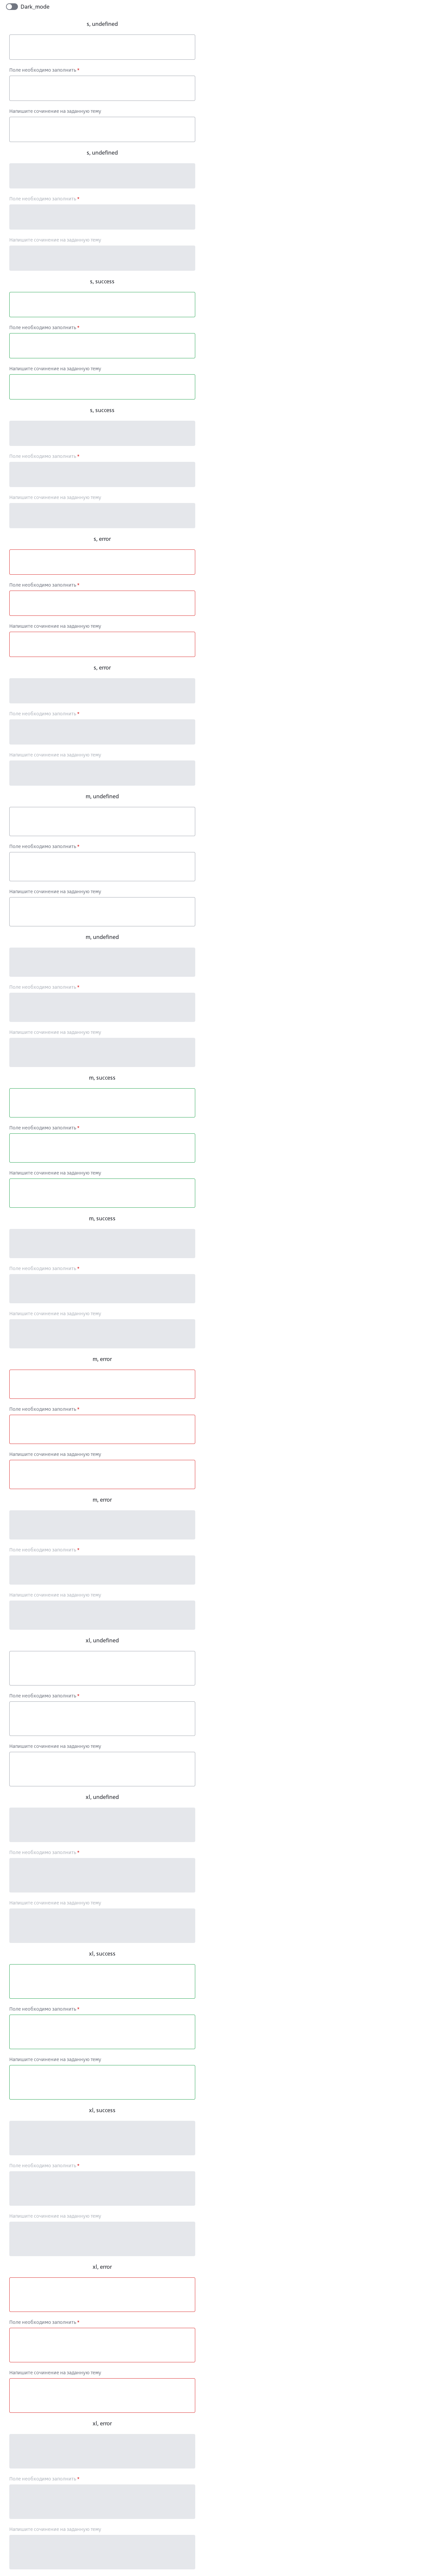 Dark_mode
s, undefined
Поле необходимо заполнить *
Напишите сочинение на заданную тему
s, undefined
Поле необходимо заполнить *
Напишите сочинение на заданную тему
s, success
Поле необходимо заполнить *
Напишите сочинение на заданную тему
s, success
Поле необходимо заполнить *
Напишите сочинение на заданную тему
s, error
Поле необходимо заполнить *
Напишите сочинение на заданную тему
s, error
Поле необходимо заполнить *
Напишите сочинение на заданную тему
m, undefined
Поле необходимо заполнить *
Напишите сочинение на заданную тему
m, undefined
Поле необходимо заполнить *
Напишите сочинение на заданную тему
m, success
Поле необходимо заполнить *
Напишите сочинение на заданную тему
m, success
Поле необходимо заполнить *
Напишите сочинение на заданную тему
m, error
Поле необходимо заполнить *
Напишите сочинение на заданную тему
m, error
Поле необходимо заполнить *
Напишите сочинение на заданную тему
xl, undefined
Поле необходимо заполнить *
Напишите сочинение на заданную тему
xl, undefined
Поле необходимо заполнить *
Напишите сочинение на заданную тему
xl, success
Поле необходимо заполнить *
Напишите сочинение на заданную тему
xl, success
Поле необходимо заполнить *
Напишите сочинение на заданную тему
xl, error
Поле необходимо заполнить *
Напишите сочинение на заданную тему
xl, error
Поле необходимо заполнить *
Напишите сочинение на заданную тему